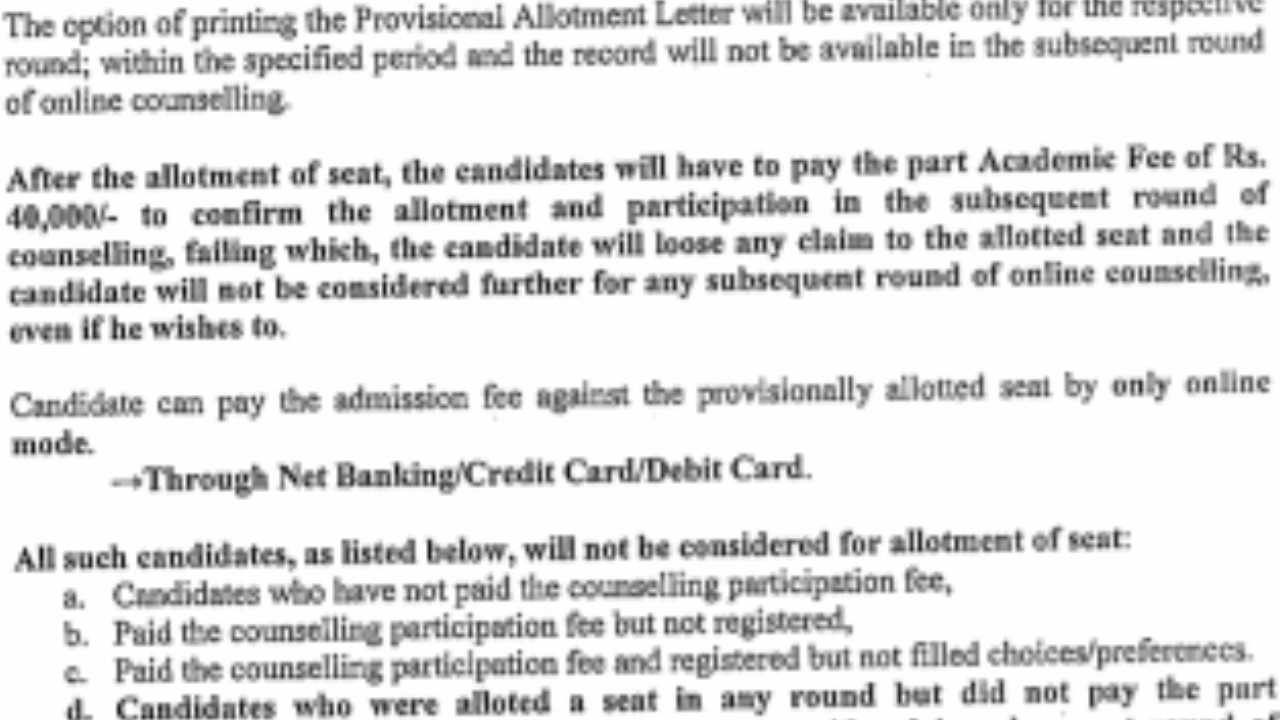 The option of printing the Provisional Allotment Letter will be available only for the respective
round; within the specified period and the record will not be available in the subsequent round
of online counselling.
After the allotment of seat, the candidates will have to pay the part Academic Fee of Rs.
40,000/- to confirm the allotment and participation in the subsequent round of
counselling, failing which, the candidate will loose any claim to the allotted seat and the
candidate will not be considered further for any subsequent round of online counselling,
even if he wishes to.
Candidate can pay the admission fee against the provisionally allotted seat by only online
mode.
→Through Net Banking/Credit Card/Debit Card.
All such candidates, as listed below, will not be considered for allotment of seat:
a. Candidates who have not paid the counselling participation fee,
b. Paid the counselling participation fee but not registered,
c. Paid the counselling participation fee and registered but not filled choices/preferences.
d. Candidates who were alloted a seat in any round but did not pay the part